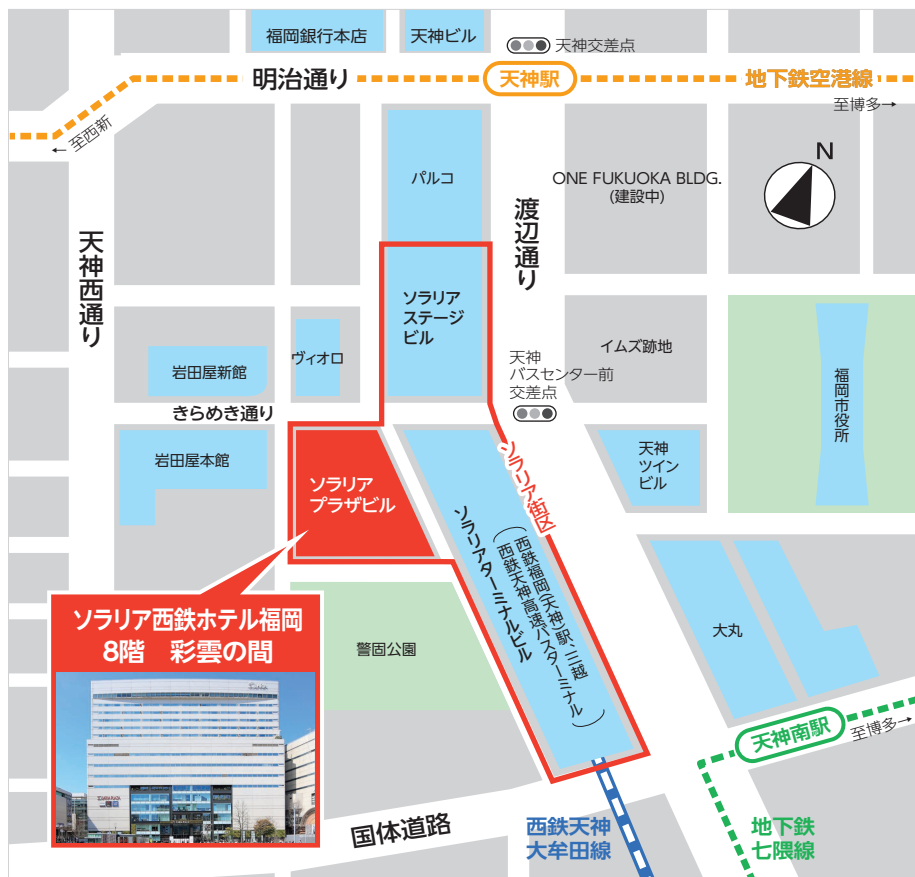 福岡銀行本店
天神ビル
天神交差点
明治通り
天神駅
地下鉄空港線
至博多→
← 至西新
パルコ
ONE FUKUOKA BLDG.
(建設中)
N
渡辺通り
天神西通り
ソラリア
ステージ
ビル
岩田屋新館
ヴィオロ
イムズ跡地
天神
バスセンター前
交差点
福岡市役所
きらめき通り
岩田屋本館
ソラリア
プラザビル
ソラリア街区
天神
ツイン
ビル
ソラリアターミナルビル
(西鉄福岡(天神)駅、三越
西鉄天神高速バスターミナル)
ソラリア西鉄ホテル福岡
8階 彩雲の間
警固公園
大丸
天神南駅
至博多→
国体道路
西鉄天神
大牟田線
地下鉄
七隈線